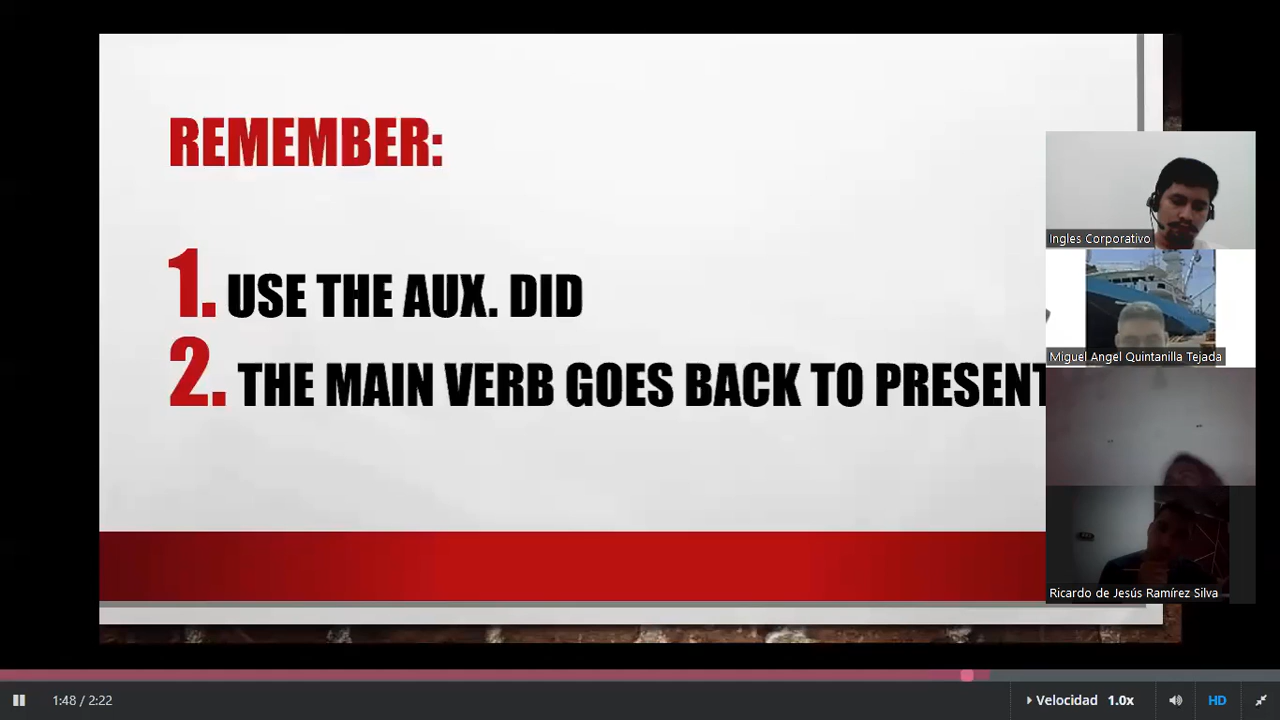 REMEMBER:
1. USE THE AUX. DID
2. THE MAIN VERB GOES BACK TO PRESENT
Ingles Corporativo
Miguel Angel Quintanilla Tejada
Ricardo de Jesús Ramírez Silva
1:48 / 2:22
Velocidad 1.0x
HD